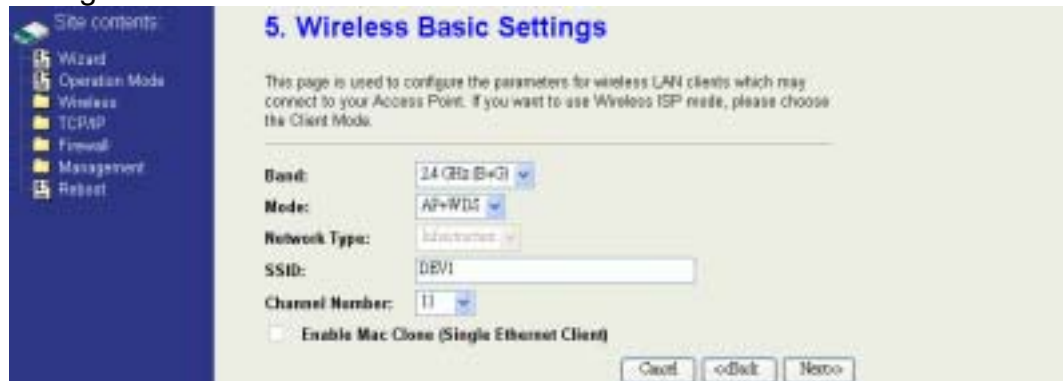 Site contents:
Wizard
Operation Mode
Wireless
TCP/IP
Firewall
Management
Reboot
5. Wireless Basic Settings
This page is used to configure the parameters for wireless LAN clients which may
connect to your Access Point. If you want to use Wireless ISP mode, please choose
the Client Mode.
Band: 2.4 GHz (B+G)
Mode: AP+WDS
Network Type: Infrastructure
SSID: DEV1
Channel Number: 11
Enable Mac Clone (Single Ethernet Client)
Cancel <<Back Next>>